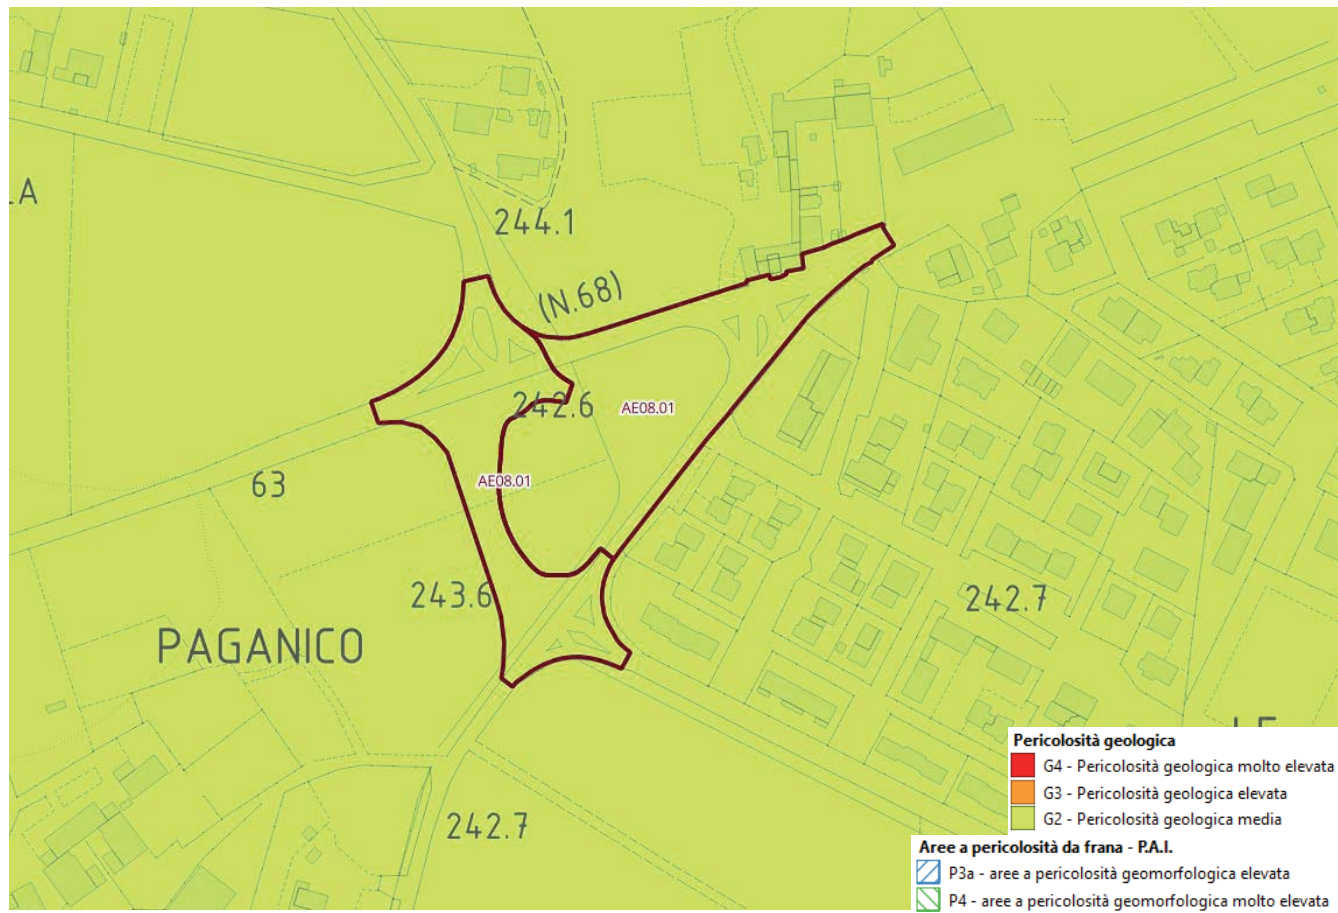 LA
244.1
(N.68)
242.6
AE08.01
AE08.01
63
243.6
242.7
PAGANICO
242.7
Pericolosità geologica
G4 - Pericolosità geologica molto elevata
G3 - Pericolosità geologica elevata
G2 - Pericolosità geologica media
Aree a pericolosità da frana - P.A.I.
P3a - aree a pericolosità geomorfologica elevata
P4 - aree a pericolosità geomorfologica molto elevata